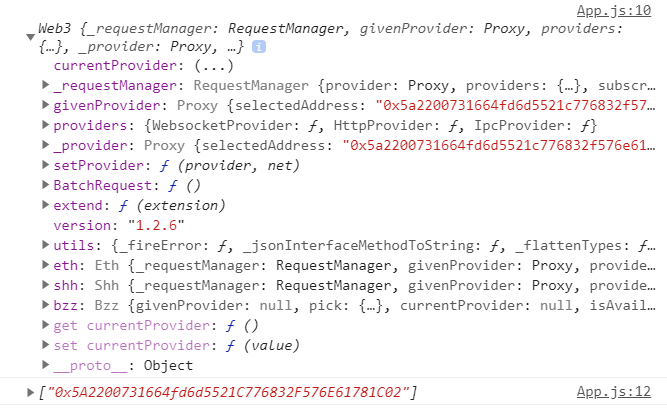 App.js:10
Web3 {_requestManager: RequestManager, givenProvider: Proxy, providers:
{…}, _provider: Proxy, …} i
currentProvider: (...)
_requestManager: RequestManager {provider: Proxy, providers: {…}, subscr
givenProvider: Proxy {selectedAddress: "0x5a2200731664fd6d5521c776832f57…
providers: {WebsocketProvider: ƒ, HttpProvider: ƒ, IpcProvider: ƒ}
_provider: Proxy {selectedAddress: "0x5a2200731664fd6d5521c776832f576e61…
setProvider: ƒ (provider, net)
BatchRequest: ƒ ()
extend: ƒ (extension)
version: "1.2.6"
utils: {_fireError: ƒ, _jsonInterfaceMethodToString: ƒ, _flattenTypes: ƒ…
eth: Eth {_requestManager: RequestManager, givenProvider: Proxy, provide…
shh: Shh {_requestManager: RequestManager, givenProvider: Proxy, provide…
bzz: Bzz {givenProvider: null, pick: {…}, currentProvider: null, isAvail…
get currentProvider: ƒ ()
set currentProvider: ƒ (value)
__proto__: Object
["0x5A2200731664fd6d5521C776832F576E61781C02"] App.js:12